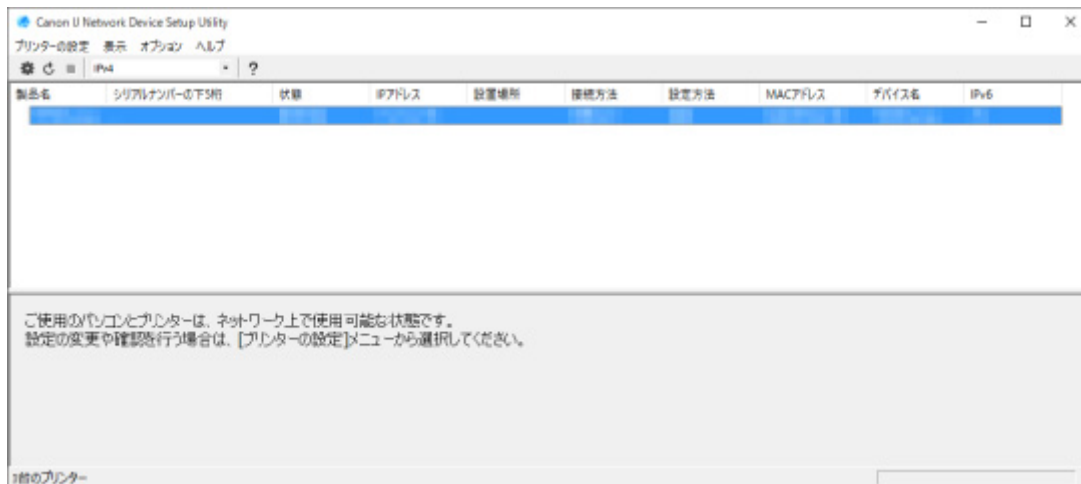 Canon IJ Network Device Setup Utility
プリンターの設定 表示 オプション ヘルプ
IPv4 ?
製品名 シリアルナンバーの下5桁 状態 IPアドレス 設置場所 接続方法 設定方法 MACアドレス デバイス名 IPv6
ご使用のパソコンとプリンターは、ネットワーク上で使用可能な状態です。
設定の変更や確認を行う場合は、[プリンターの設定]メニューから選択してください。
1台のプリンター